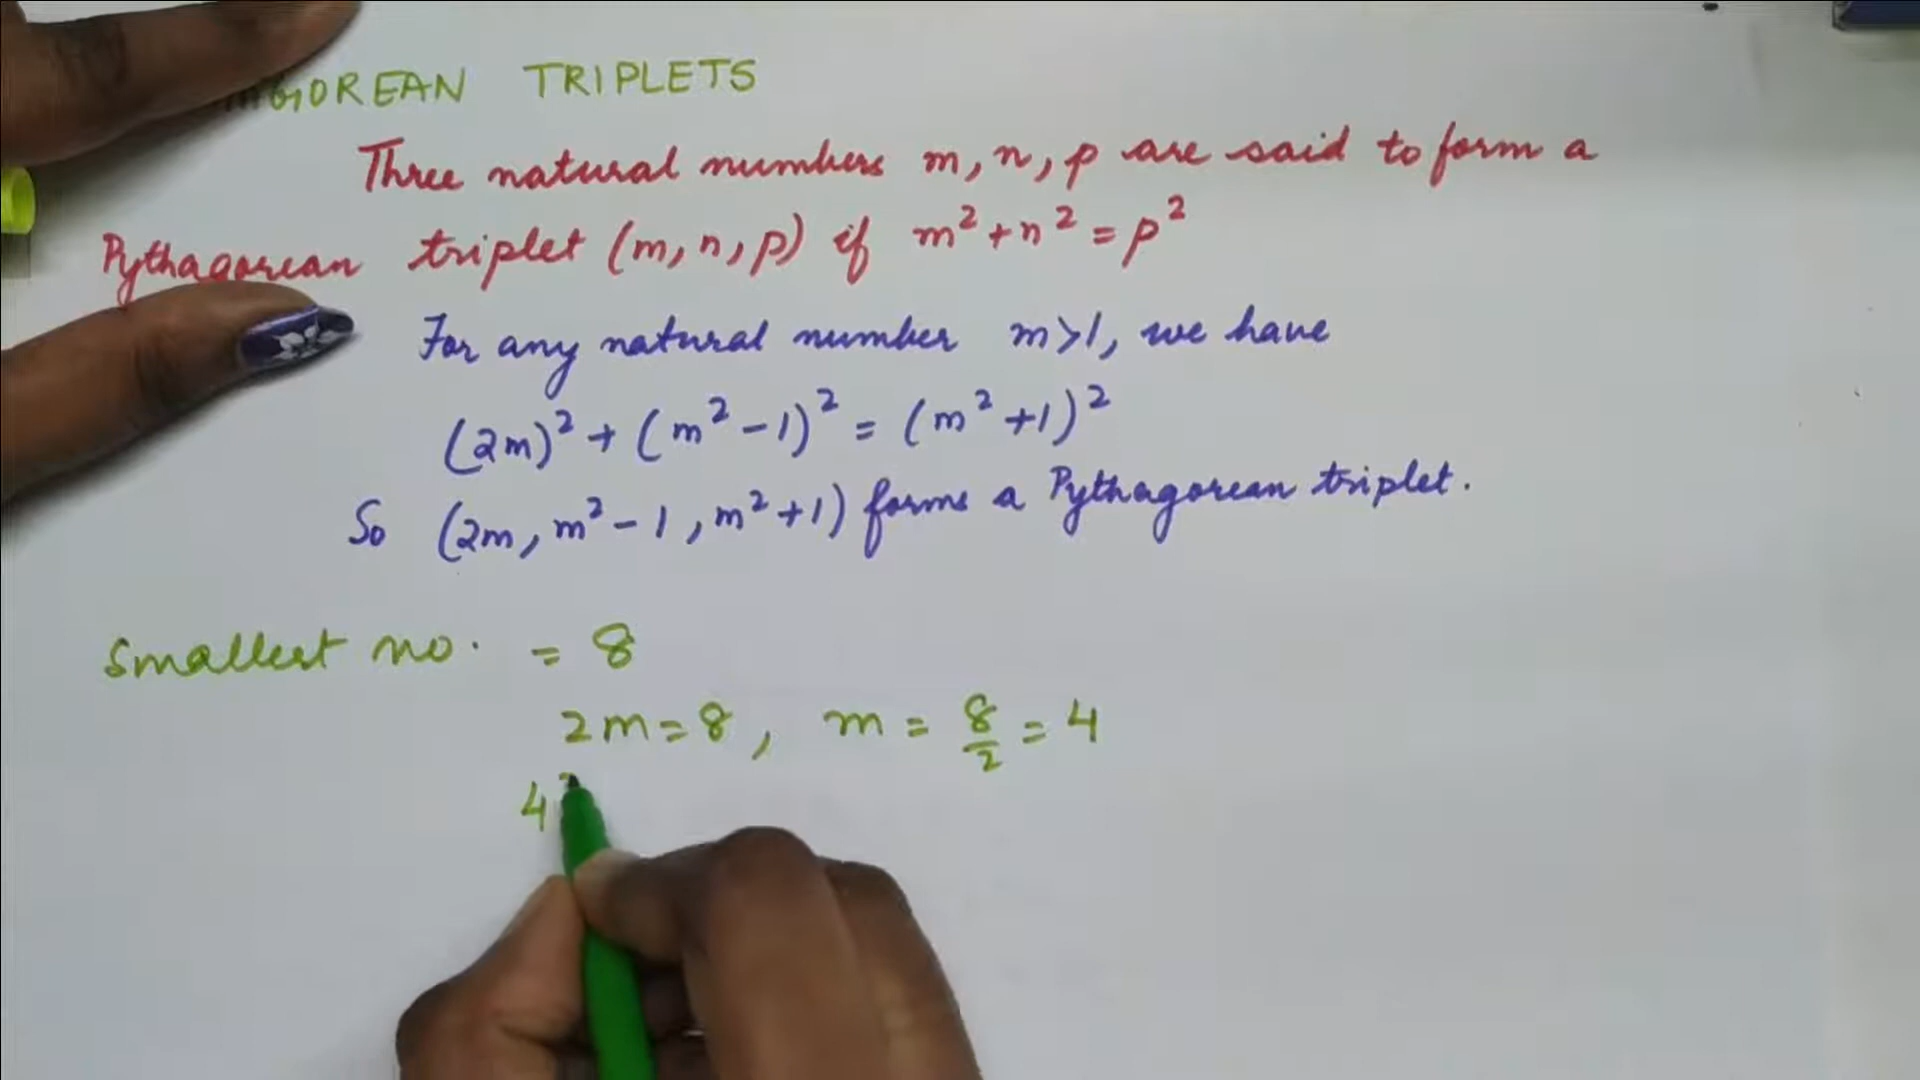 GOREAN TRIPLETS
Three natural numbers m, n, p are said to form a
Pythagorean triplet (m, n, p) if m² + n² = p²
For any natural number m>1, we have
(2m)² + (m² - 1)² = (m² + 1)²
So (2m, m² - 1, m² + 1) forms a Pythagorean triplet.
Smallest no. = 8
2m = 8, m = 8/2 = 4
4